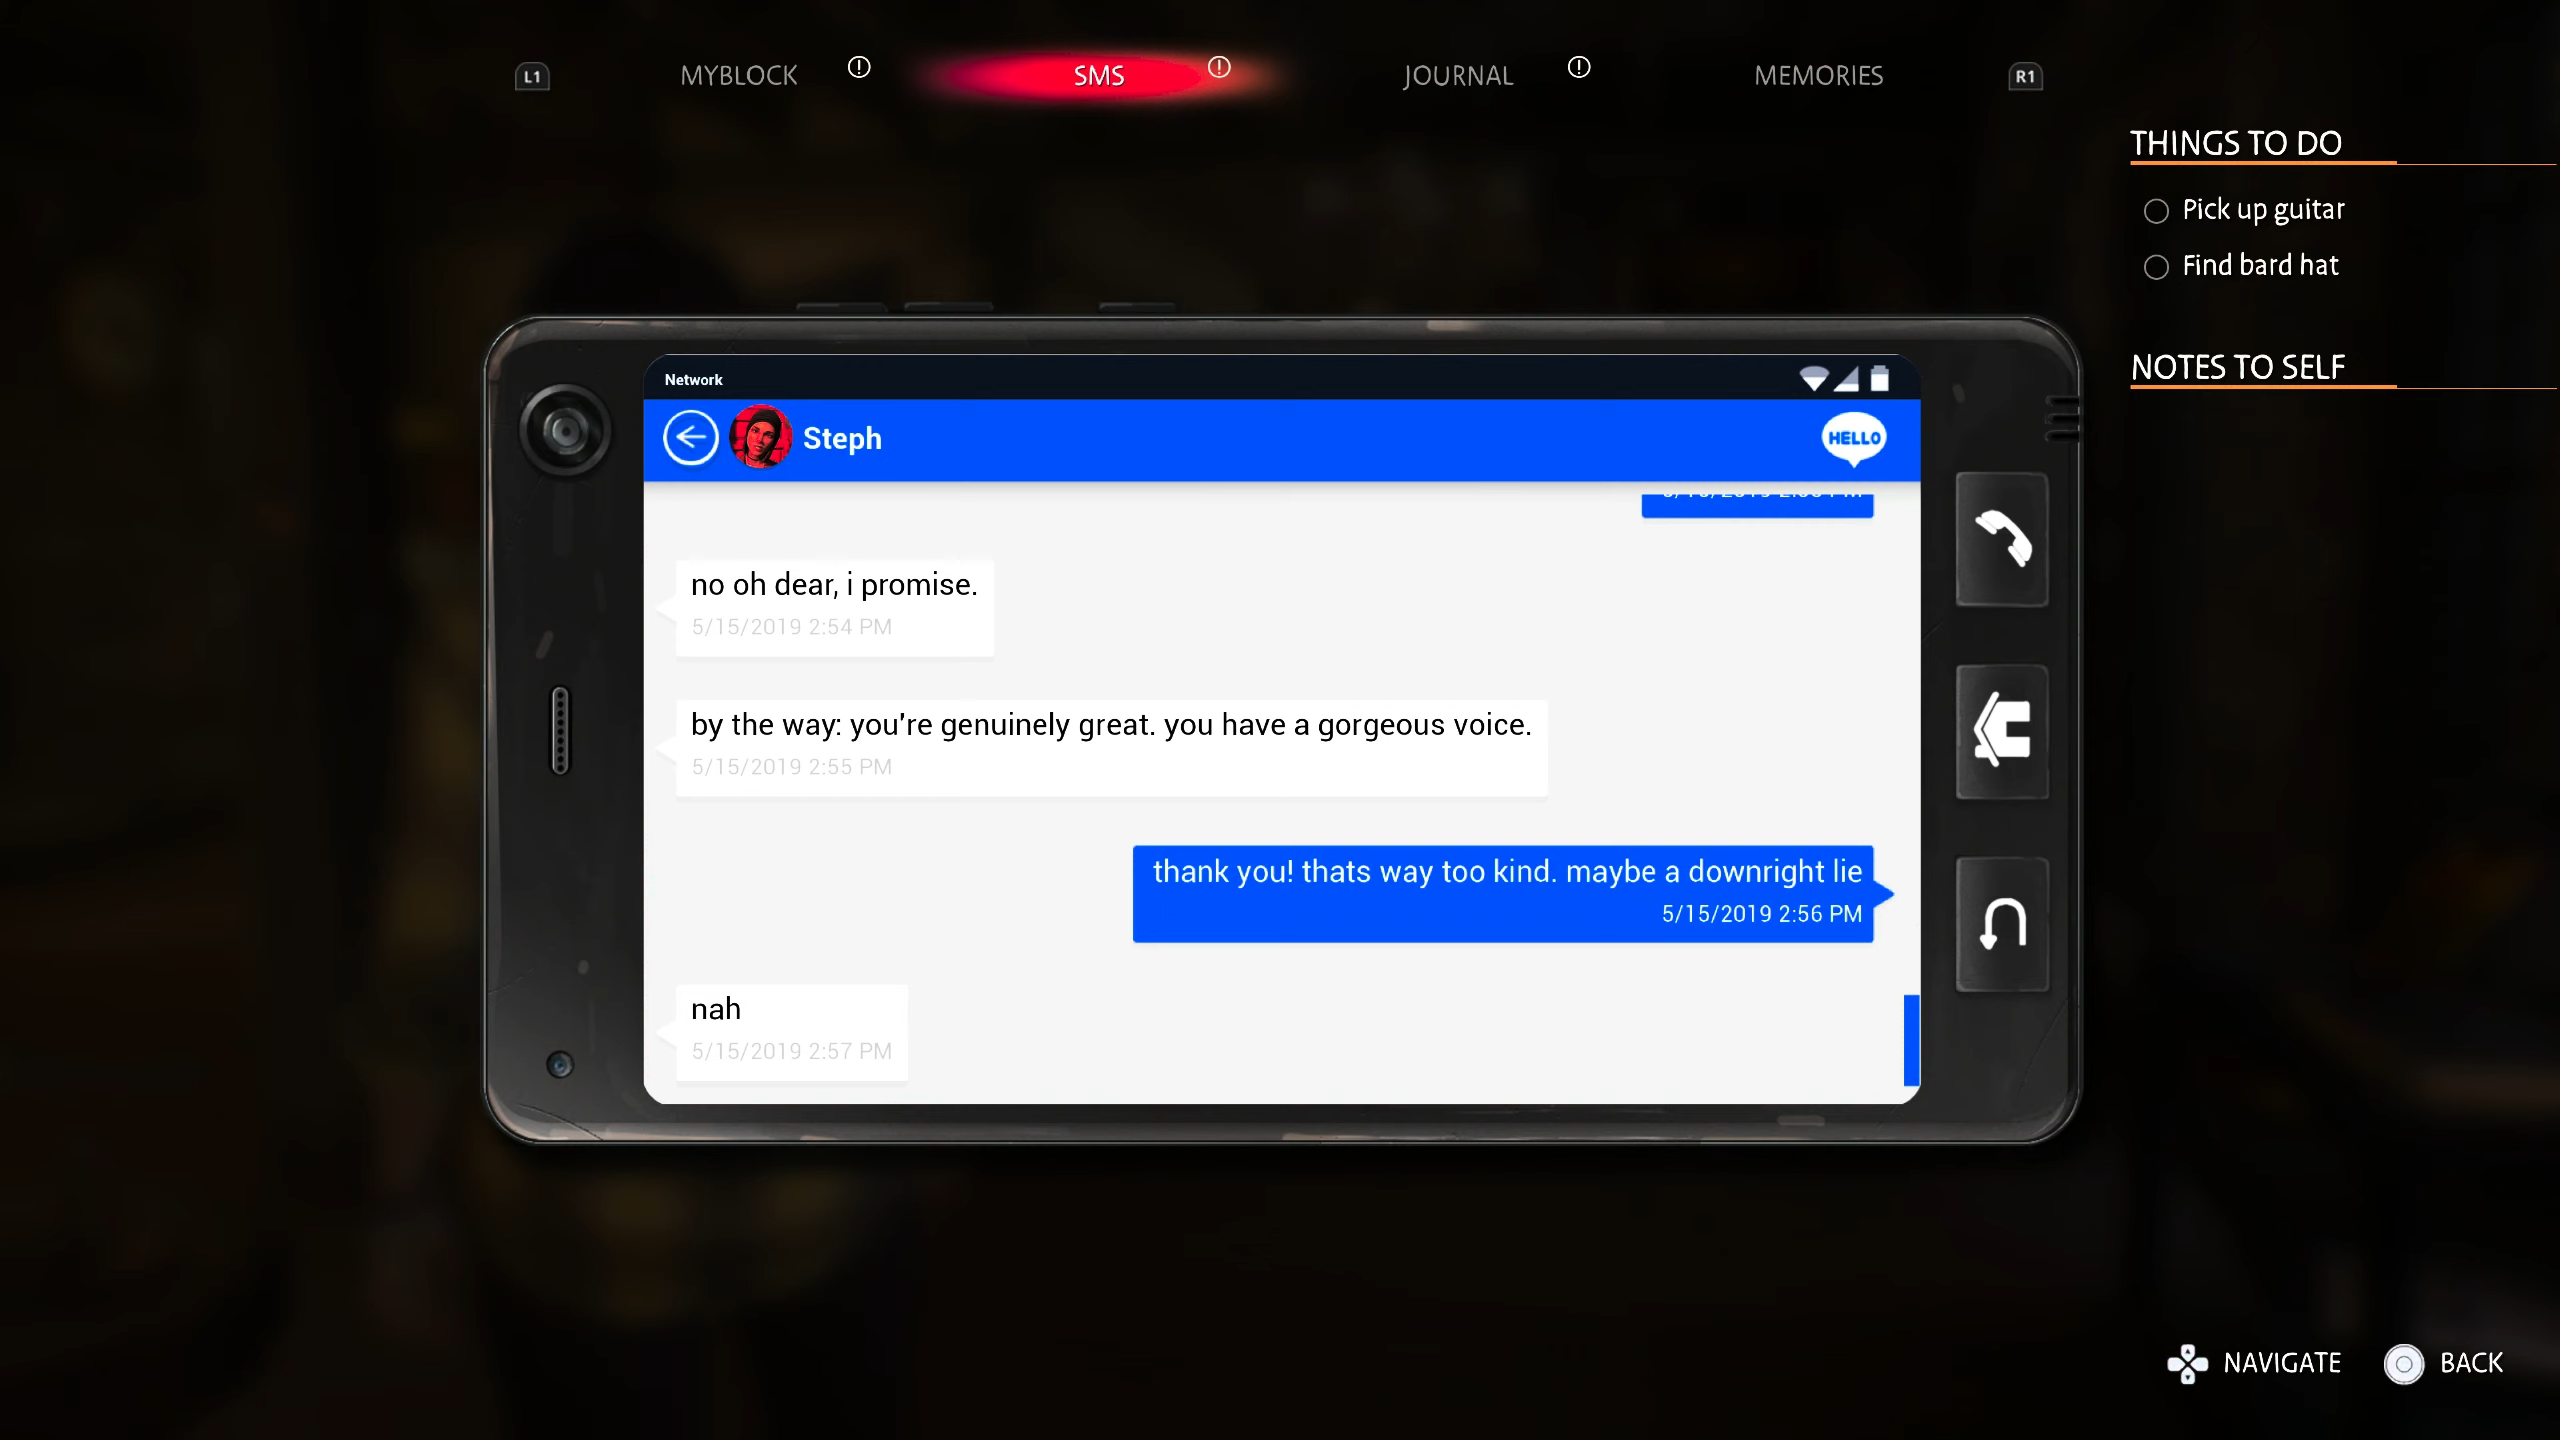 L1
MYBLOCK
SMS
JOURNAL
MEMORIES
R1
THINGS TO DO
Pick up guitar
Find bard hat
NOTES TO SELF
Network
Steph
HELLO
no oh dear, i promise.
5/15/2019 2:54 PM
by the way: you're genuinely great. you have a gorgeous voice.
5/15/2019 2:55 PM
thank you! thats way too kind. maybe a downright lie
5/15/2019 2:56 PM
nah
5/15/2019 2:57 PM
NAVIGATE
BACK